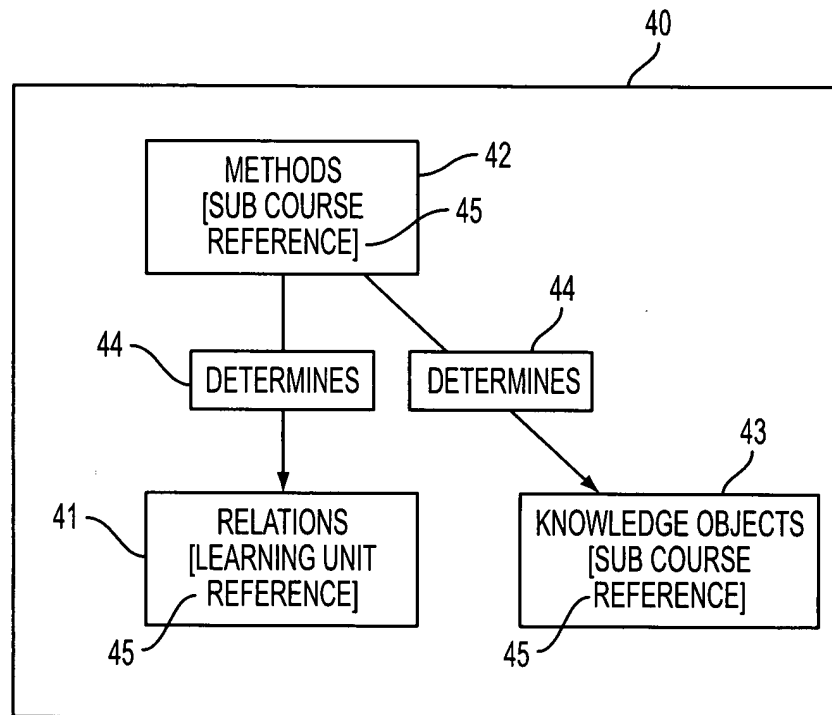 40
METHODS
[SUB COURSE
REFERENCE]
42
45
44
DETERMINES
44
DETERMINES
41
RELATIONS
[LEARNING UNIT
REFERENCE]
45
43
KNOWLEDGE OBJECTS
[SUB COURSE
REFERENCE]
45